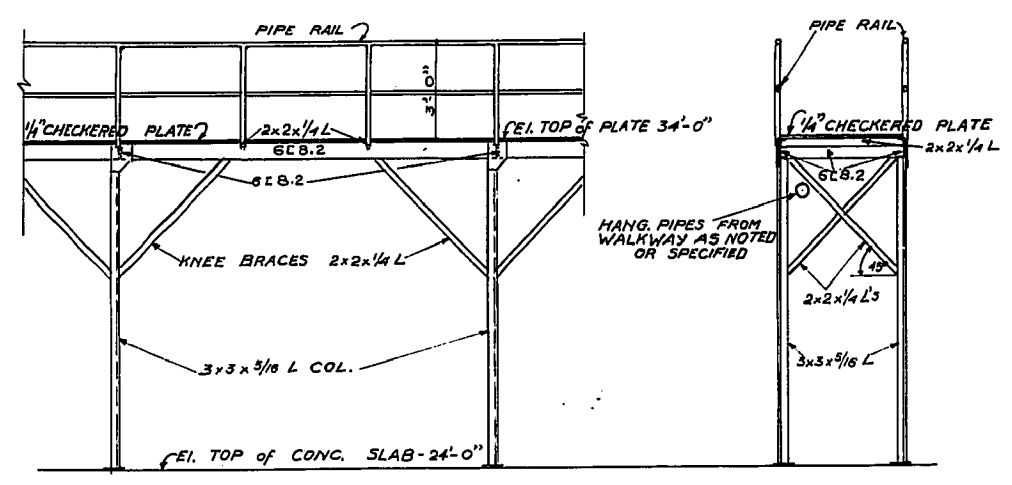 PIPE RAIL
3'-0"
1/4" CHECKERED PLATE
2x2x1/4 L
6[8.2
El. TOP of PLATE 34'-0"
6[8.2
KNEE BRACES 2x2x1/4 L
3x3x5/16 L COL.
El. TOP of CONC. SLAB-24'-0"
PIPE RAIL
1/4" CHECKERED PLATE
2x2x1/4 L
6[8.2
HANG. PIPES FROM
WALKWAY AS NOTED
OR SPECIFIED
45°
2x2x1/4 L's
3x3x5/16 L